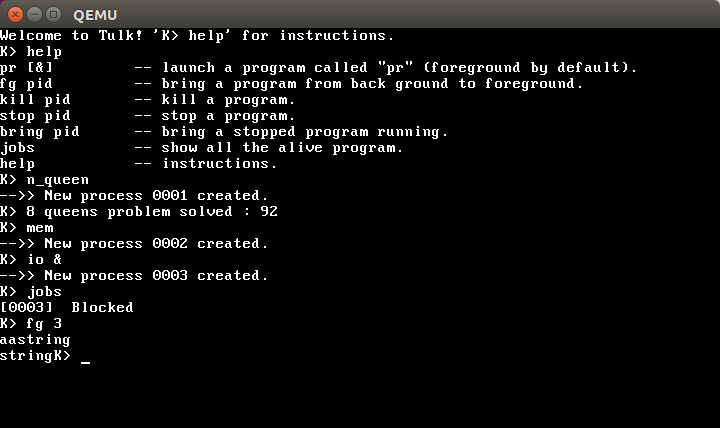 QEMU
Welcome to Tulk! 'K> help' for instructions.
K> help
pr [&]         -- launch a program called "pr" (foreground by default).
fg pid         -- bring a program from back ground to foreground.
kill pid       -- kill a program.
stop pid       -- stop a program.
bring pid      -- bring a stopped program running.
jobs           -- show all the alive program.
help           -- instructions.
K> n_queen
-->> New process 0001 created.
K> 8 queens problem solved : 92
K> mem
-->> New process 0002 created.
K> io &
-->> New process 0003 created.
K> jobs
[0003]  Blocked
K> fg 3
aastring
stringK> _